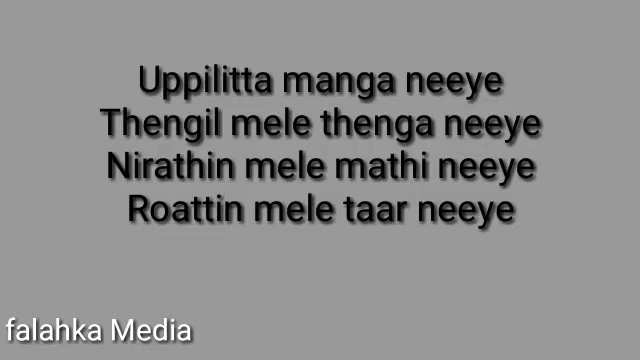 Uppilitta manga neeye
Thengil mele thenga neeye
Nirathin mele mathi neeye
Roattin mele taar neeye
falahka Media